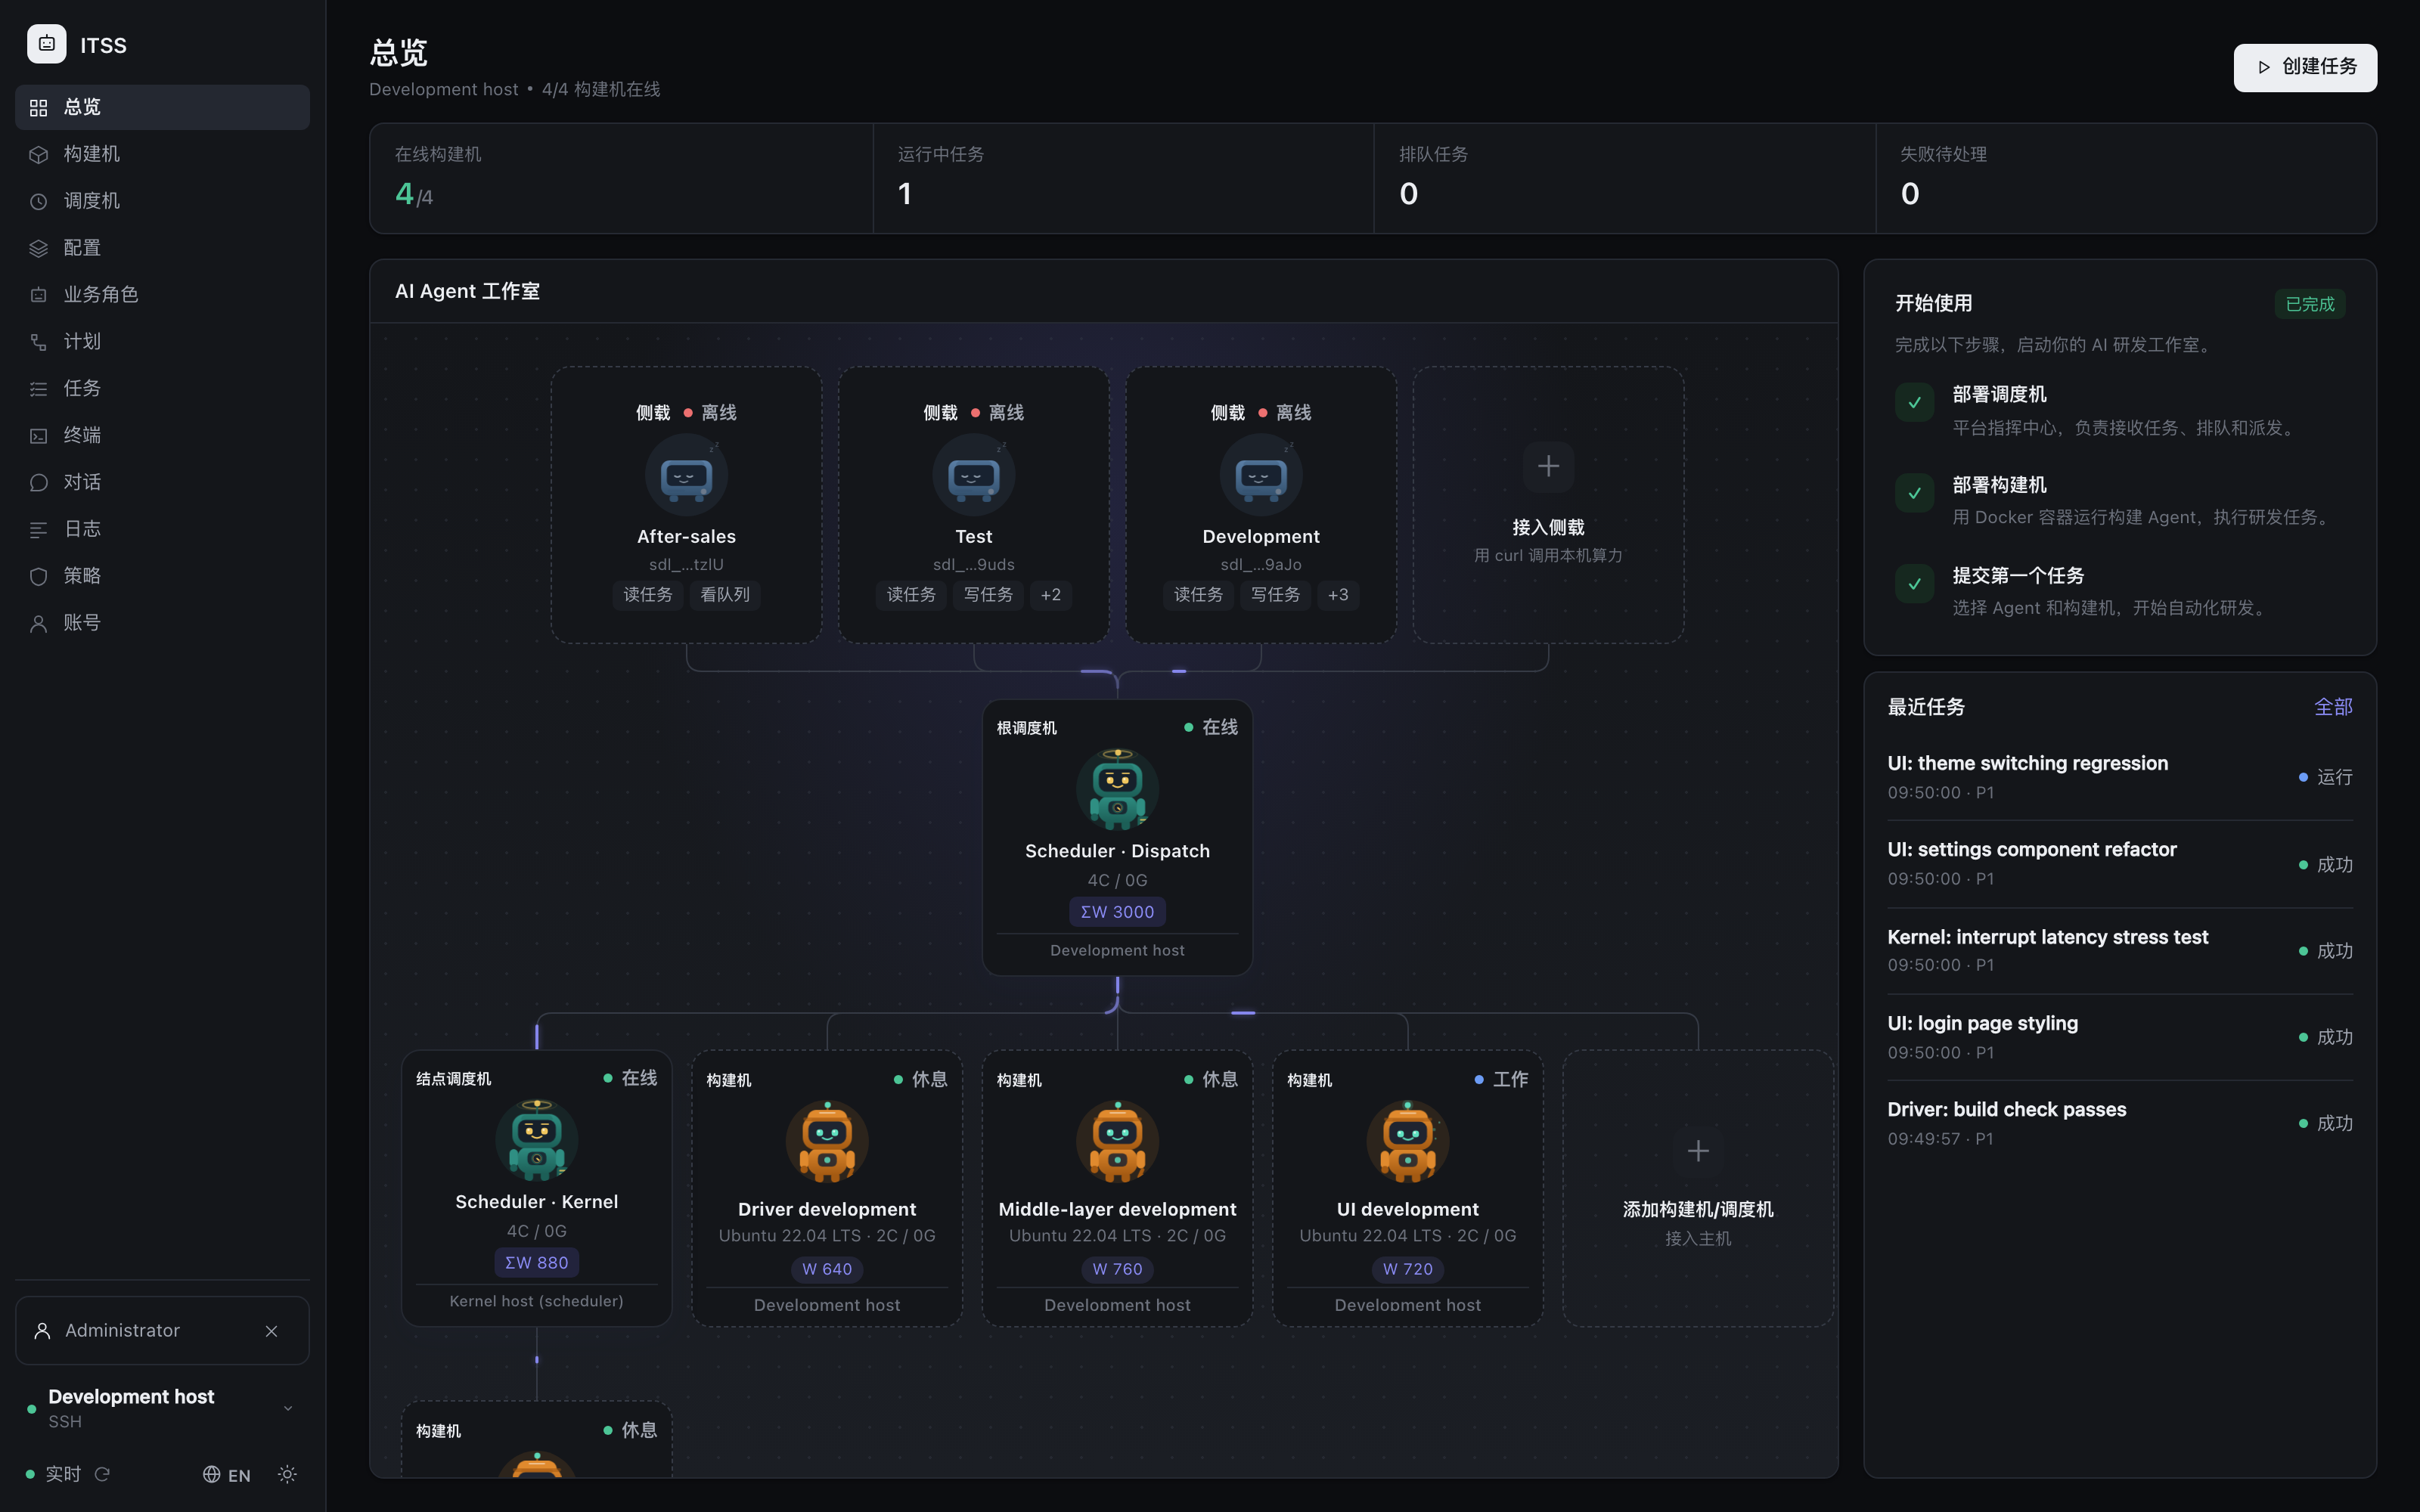 ITSS
总览
构建机
调度机
配置
业务角色
计划
任务
终端
对话
日志
策略
账号
Administrator
Development host
SSH
实时
EN
总览
Development host • 4/4 构建机在线
创建任务
在线构建机
4/4
运行中任务
1
排队任务
0
失败待处理
0
AI Agent 工作室
侧载 离线
After-sales
sdl_...tzlU
读任务 看队列
侧载 离线
Test
sdl_...9uds
读任务 写任务 +2
侧载 离线
Development
sdl_...9aJo
读任务 写任务 +3
接入侧载
用 curl 调用本机算力
根调度机 在线
Scheduler · Dispatch
4C / 0G
ΣW 3000
Development host
结点调度机 在线
Scheduler · Kernel
4C / 0G
ΣW 880
Kernel host (scheduler)
构建机 休息
Driver development
Ubuntu 22.04 LTS · 2C / 0G
W 640
Development host
构建机 休息
Middle-layer development
Ubuntu 22.04 LTS · 2C / 0G
W 760
Development host
构建机 工作
UI development
Ubuntu 22.04 LTS · 2C / 0G
W 720
Development host
添加构建机/调度机
接入主机
构建机 休息
开始使用
已完成
完成以下步骤，启动你的 AI 研发工作室。
部署调度机
平台指挥中心，负责接收任务、排队和派发。
部署构建机
用 Docker 容器运行构建 Agent，执行研发任务。
提交第一个任务
选择 Agent 和构建机，开始自动化研发。
最近任务
全部
UI: theme switching regression
09:50:00 · P1
运行
UI: settings component refactor
09:50:00 · P1
成功
Kernel: interrupt latency stress test
09:50:00 · P1
成功
UI: login page styling
09:50:00 · P1
成功
Driver: build check passes
09:49:57 · P1
成功